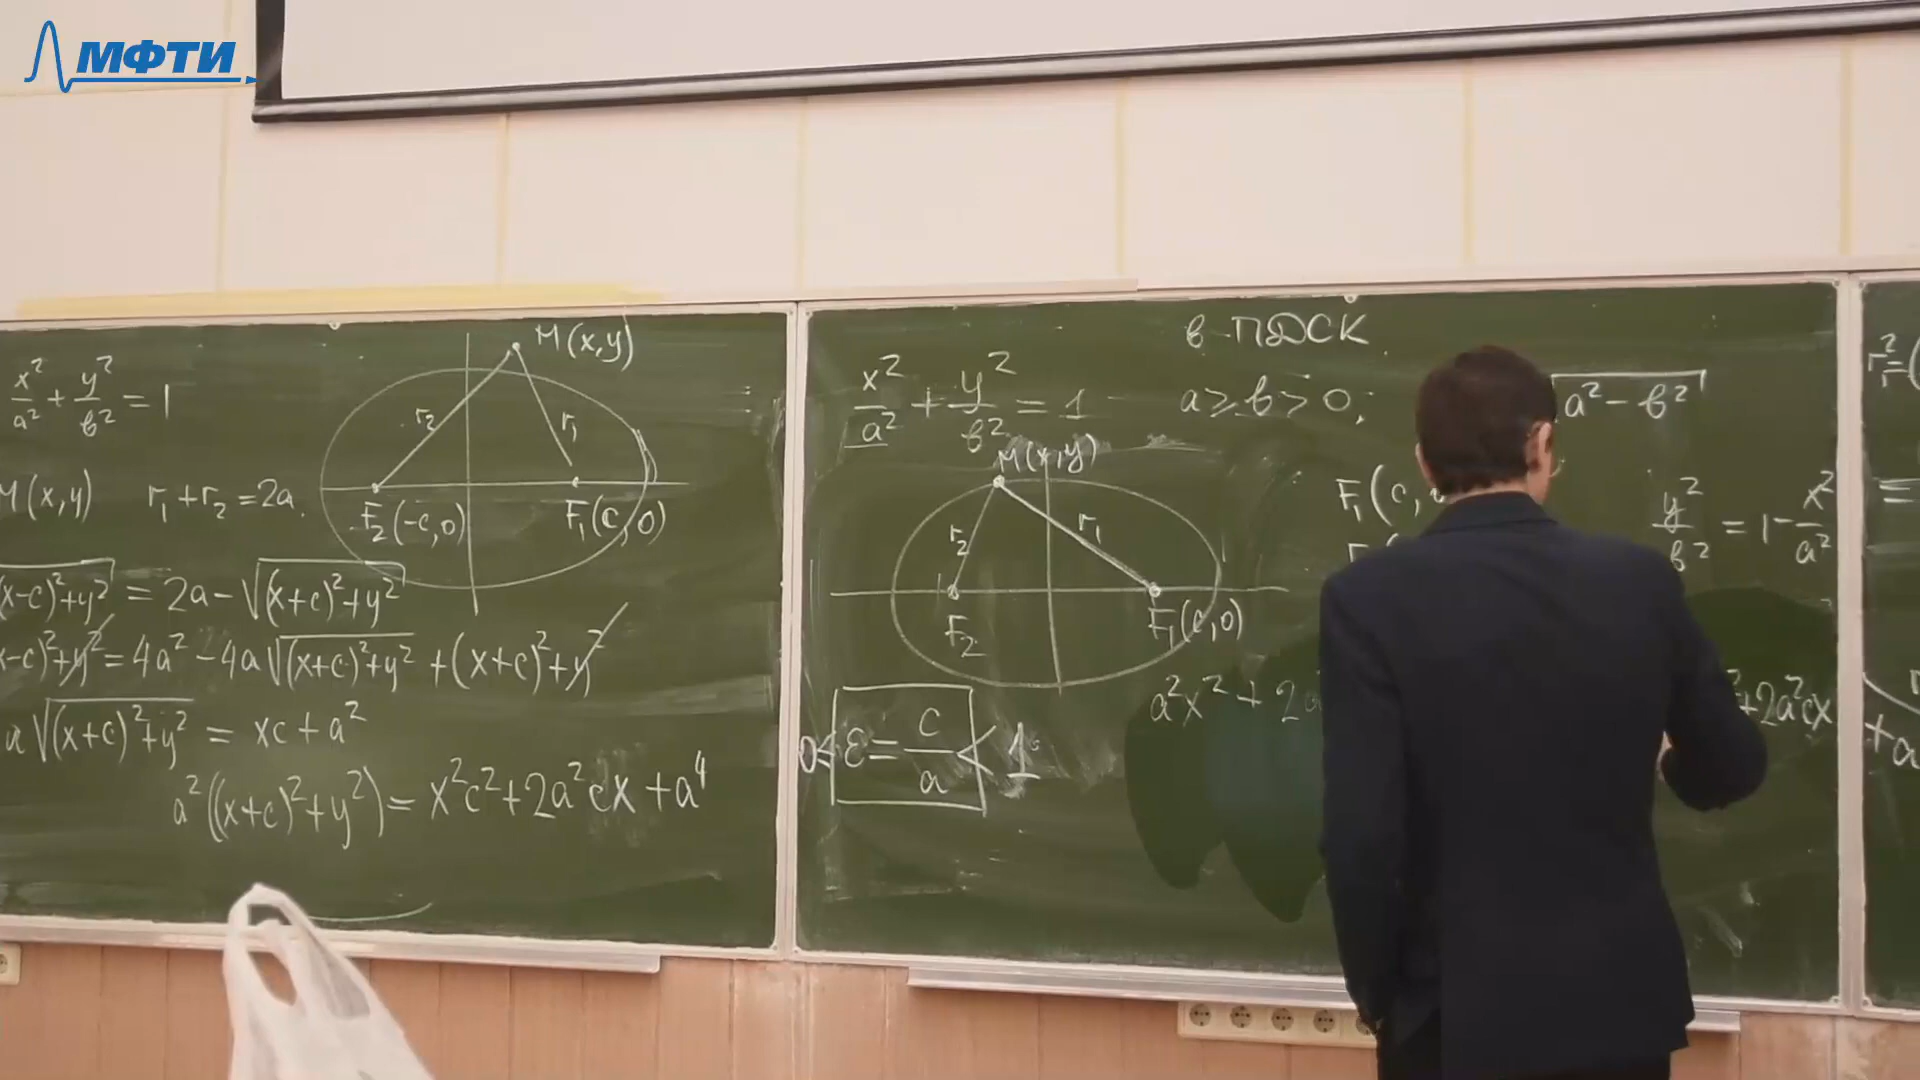 МФТИ
x²/a² + y²/b² = 1
M(x,y)
r₂
r₁
M(x,y) r₁ + r₂ = 2a.
F₂(-c,0)
F₁(c,0)
x-c)²+y² = 2a - √(x+c)²+y²
x-c)²+y² = 4a² - 4a√(x+c)²+y² + (x+c)²+y²
a√(x+c)²+y² = xc + a²
a²((x+c)²+y²) = x²c² + 2a²cx + a⁴
в ПДСК
x²/a² + y²/b² = 1 a ⩾ b > 0;
a² - b²
M(x,y)
r₂
r₁
F₂
F₁(c,0)
F₁(c,
y²/b² = 1 - x²/a²
0 ⩽ ε = c/a < 1
a²x² + 2a
+2a²cx
+a